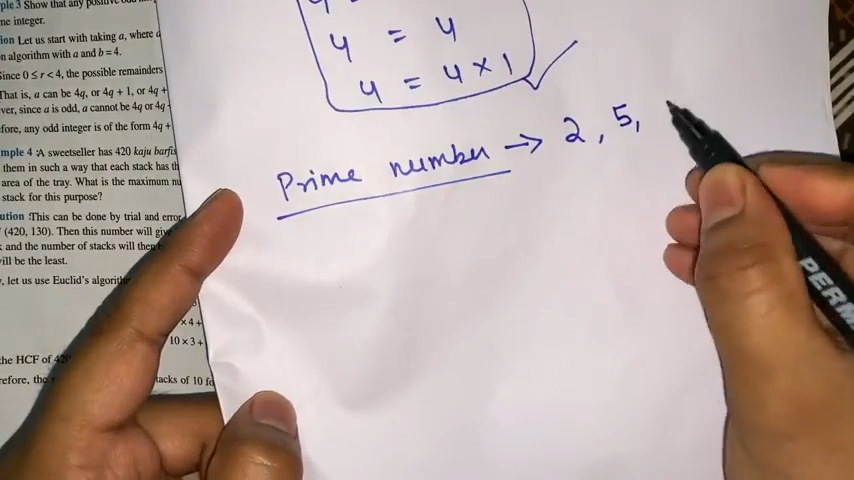 ple 3 Show that any positive odd
ne integer.
ion Let us start with taking a, where a
n algorithm with a and b = 4.
Since 0 ≤ r < 4, the possible remainders
That is, a can be 4q, or 4q + 1, or 4q +
ver, since a is odd, a cannot be 4q or 4q
fore, any odd integer is of the form 4q +
mple 4 :A sweetseller has 420 kaju barfis
them in such a way that each stack has th
area of the tray. What is the maximum nu
stack for this purpose?
ution :This can be done by trial and error
(420, 130). Then this number will give
and the number of stacks will then
ill be the least.
, let us use Euclid's algorith
× 4 +
10 × 3 +
the HCF of 42
refore, the
tacks of 10 fo
4 = 4
4 = 4 × 1
Prime number → 2, 5,
PERM